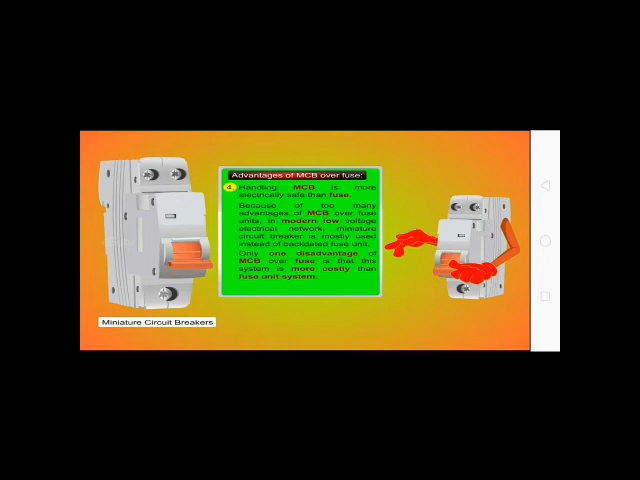 Advantages of MCB over fuse:
4. Handling MCB is more
electrically safe than fuse.
Because of too many
advantages of MCB over fuse
units, in modern low voltage
electrical network, miniature
circuit breaker is mostly used
instead of backdated fuse unit.
Only one disadvantage of
MCB over fuse is that this
system is more costly than
fuse unit system.
Miniature Circuit Breakers